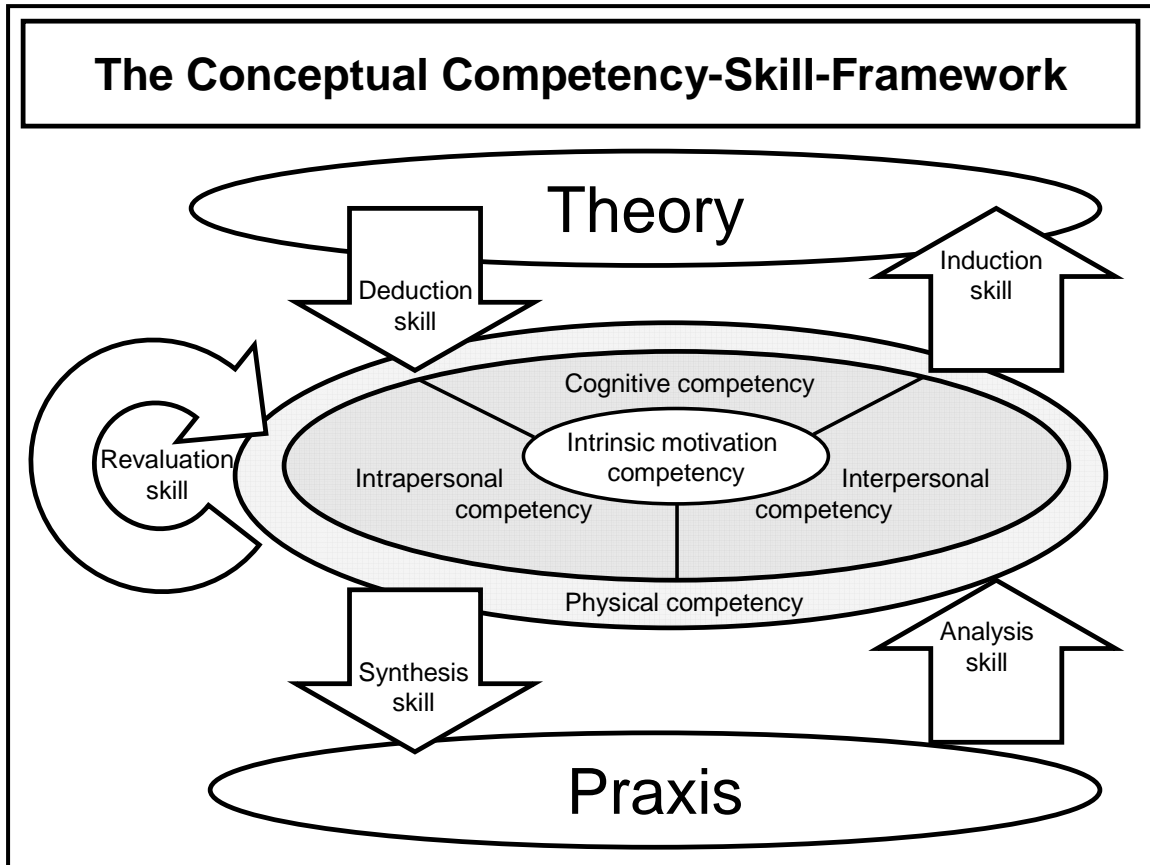 The Conceptual Competency-Skill-Framework
Theory
Deduction
skill
Induction
skill
Cognitive competency
Intrinsic motivation
competency
Revaluation
skill
Intrapersonal
competency
Interpersonal
competency
Physical competency
Synthesis
skill
Analysis
skill
Praxis